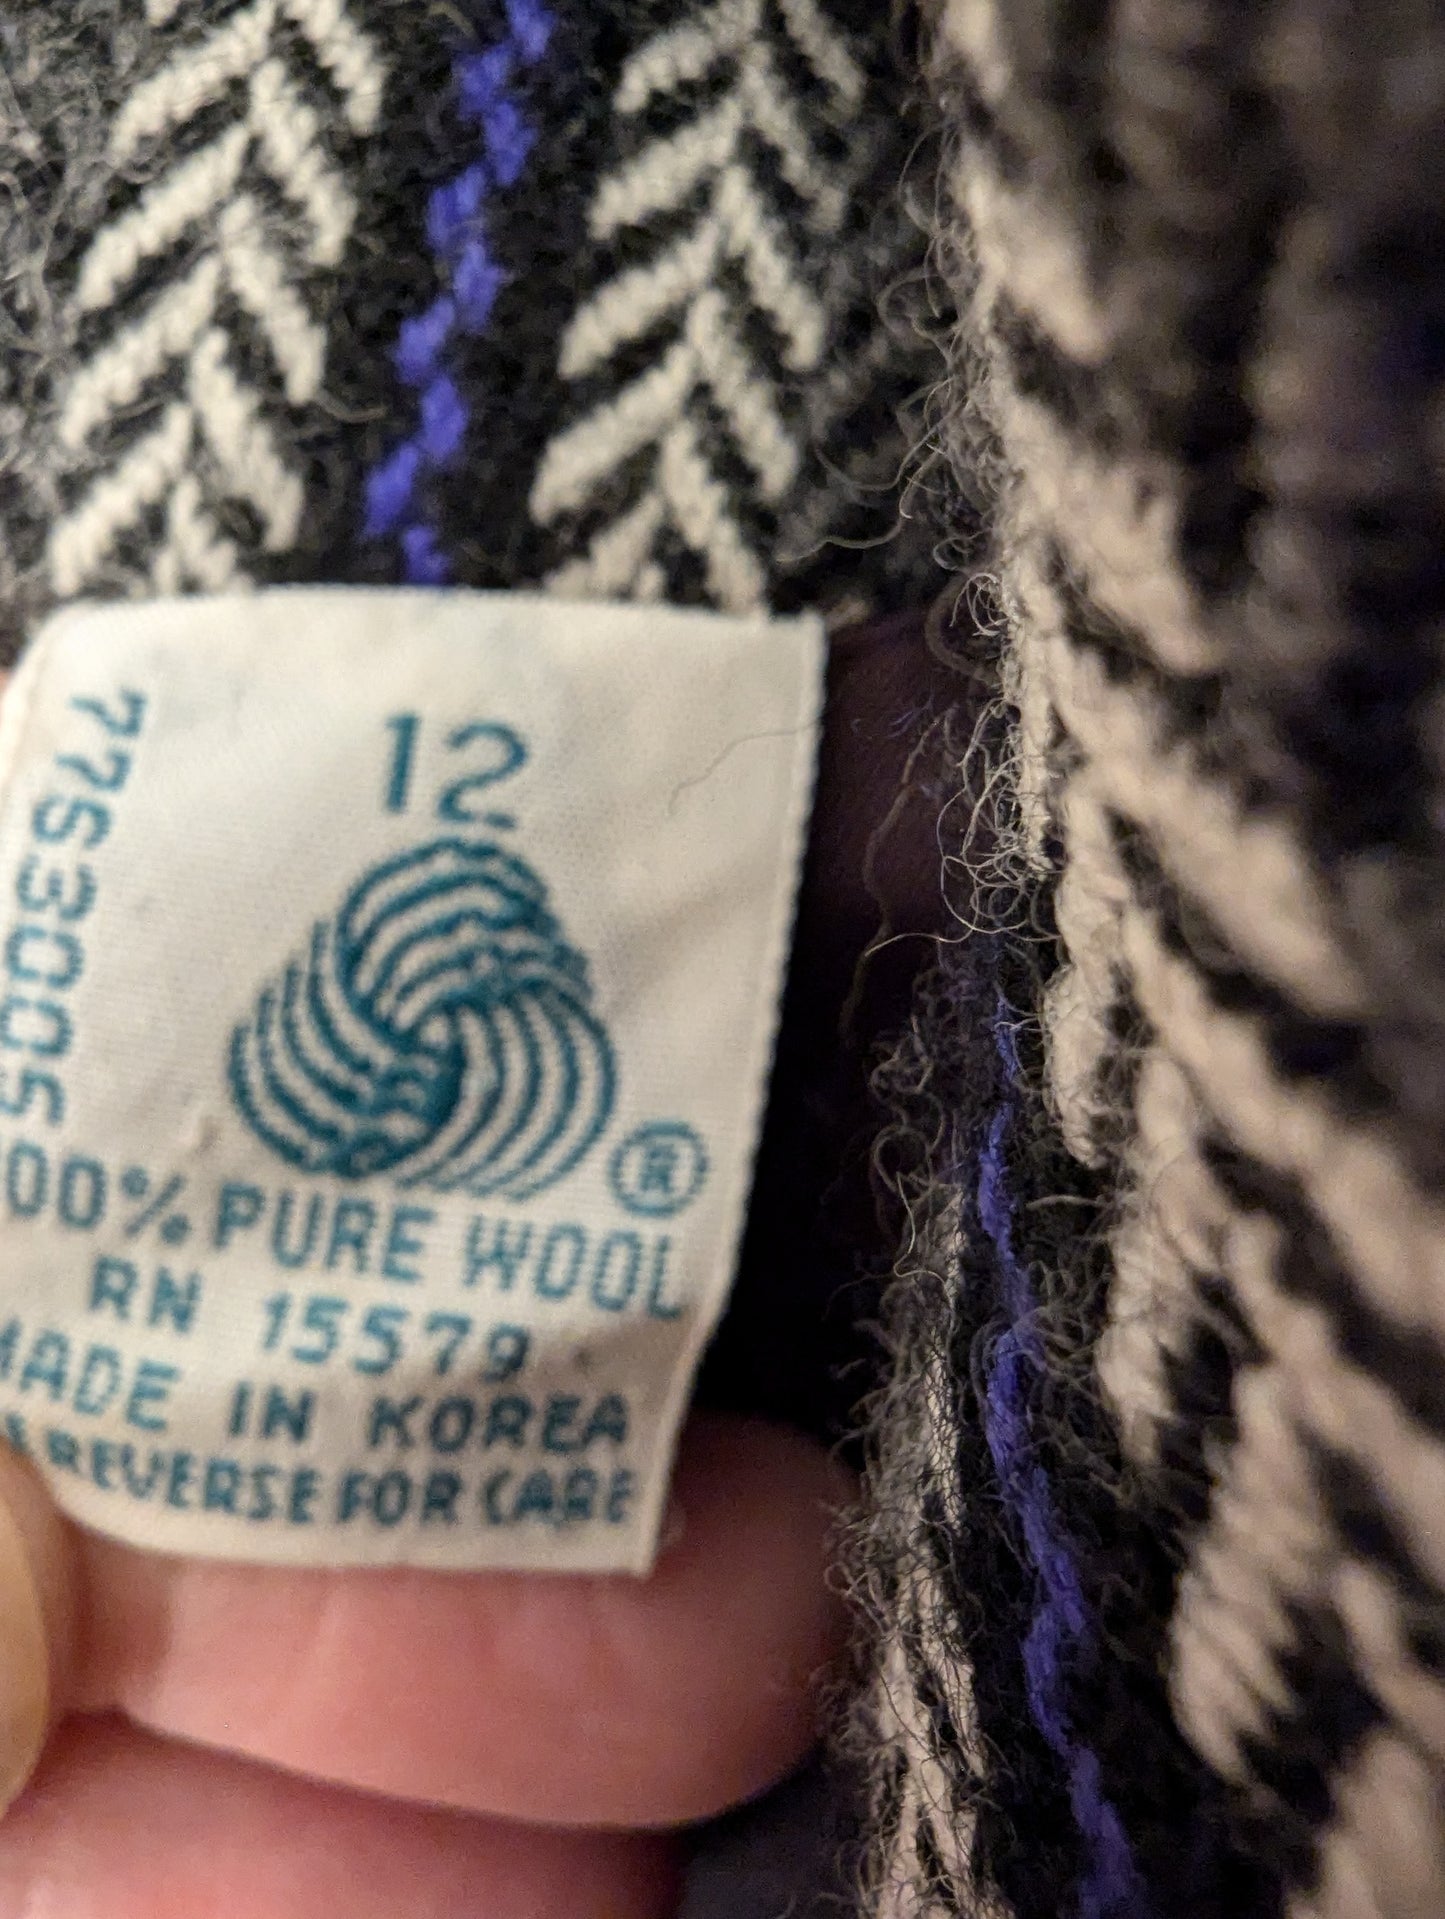 12
7753005
®
00% PURE WOOL
RN 15579
MADE IN KOREA
REVERSE FOR CARE